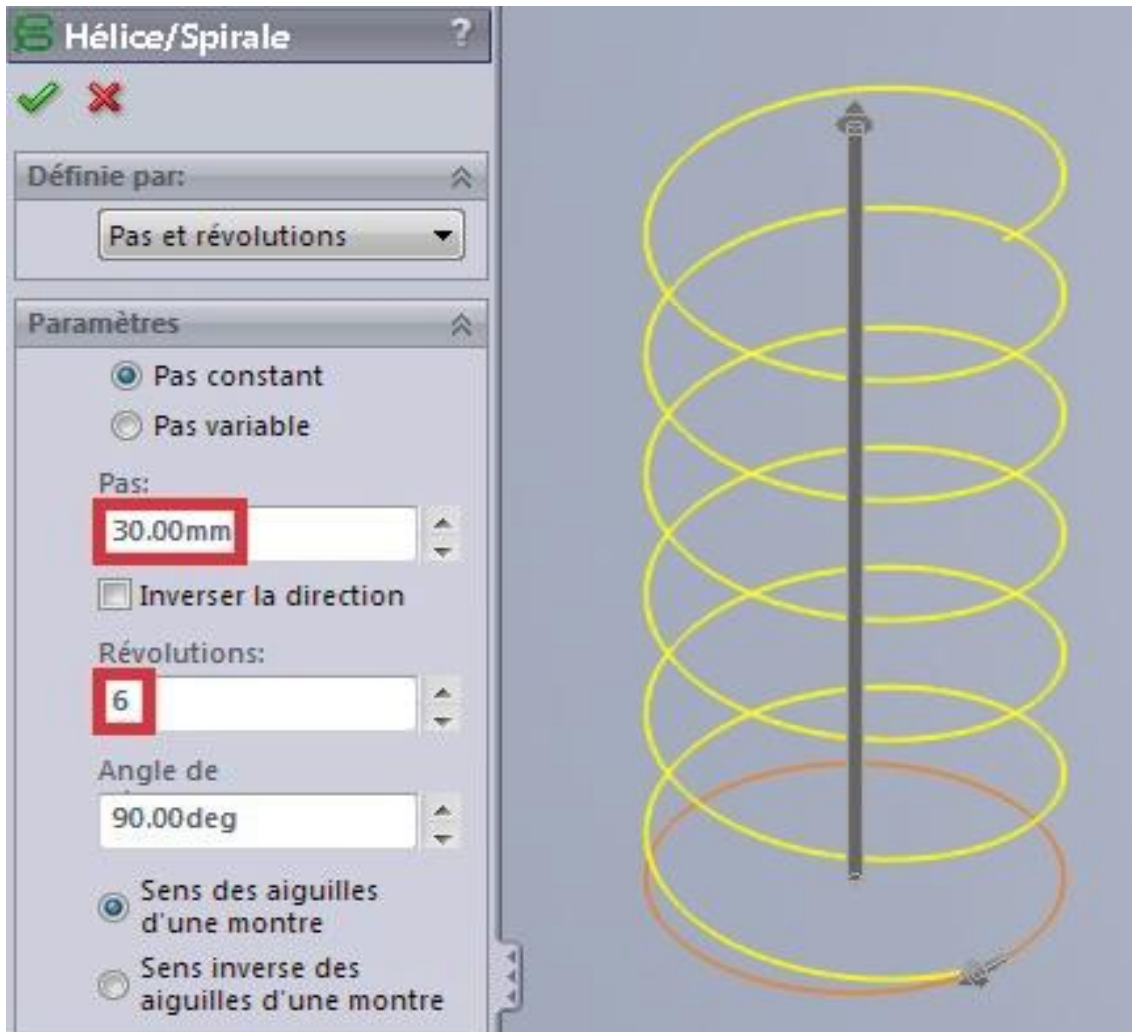 Hélice/Spirale ?
Définie par:
Pas et révolutions
Paramètres
Pas constant
Pas variable
Pas:
30.00mm
Inverser la direction
Révolutions:
6
Angle de
90.00deg
Sens des aiguilles
d'une montre
Sens inverse des
aiguilles d'une montre